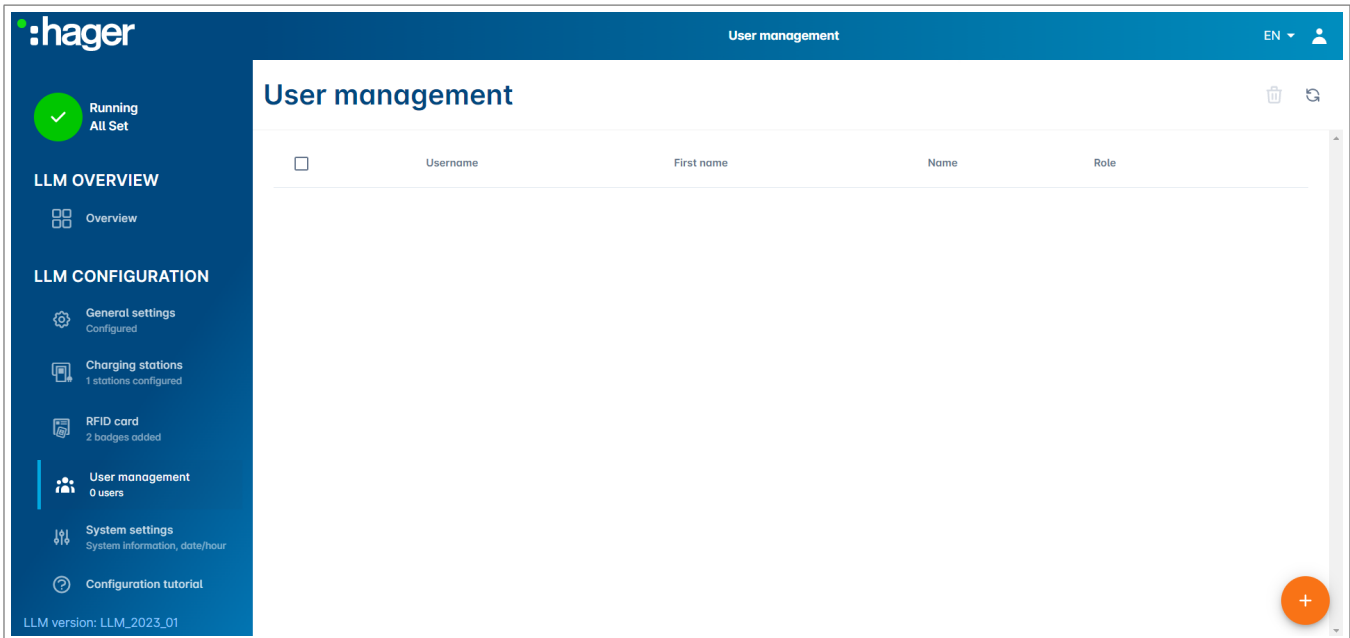 :hager
User management
EN
Running
All Set
User management
Username First name Name Role
LLM OVERVIEW
Overview
LLM CONFIGURATION
General settings
Configured
Charging stations
1 stations configured
RFID card
2 badges added
User management
0 users
System settings
System information, date/hour
Configuration tutorial
LLM version: LLM_2023_01